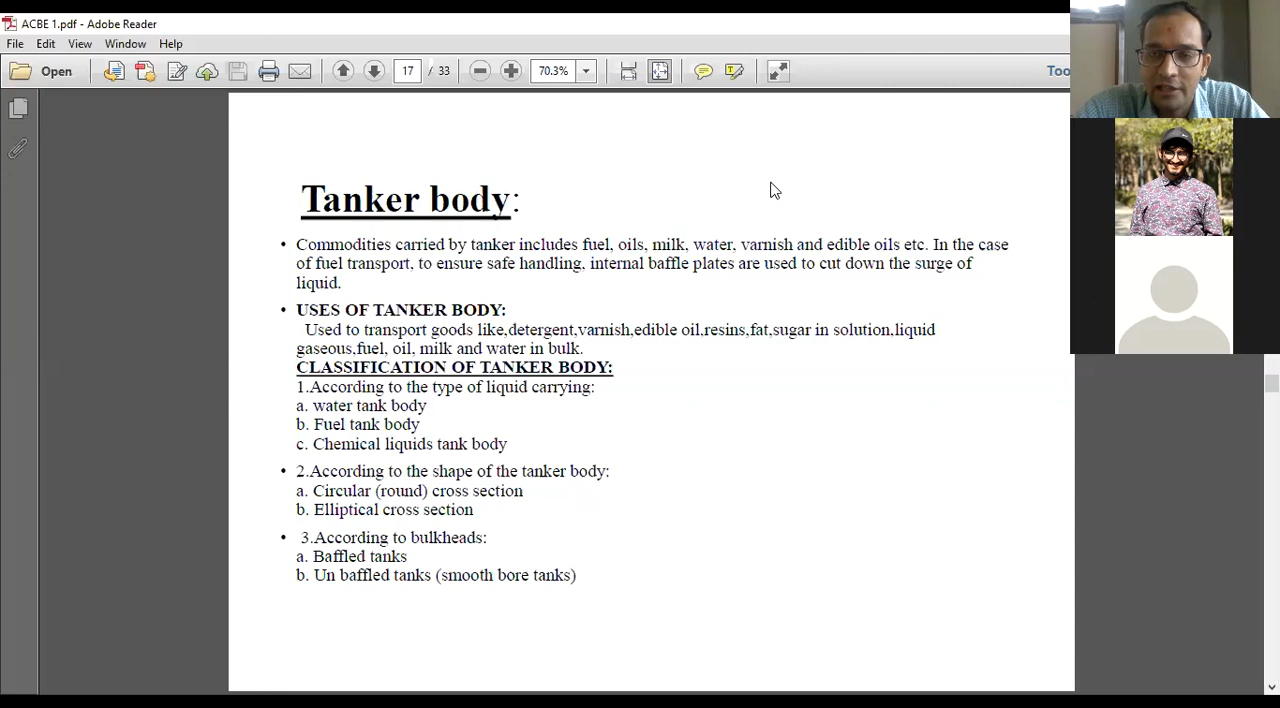 ACBE 1.pdf - Adobe Reader
File Edit View Window Help
Open 17 / 33 70.3%
Tanker body:
• Commodities carried by tanker includes fuel, oils, milk, water, varnish and edible oils etc. In the case
of fuel transport, to ensure safe handling, internal baffle plates are used to cut down the surge of
liquid.
• USES OF TANKER BODY:
Used to transport goods like,detergent,varnish,edible oil,resins,fat,sugar in solution,liquid
gaseous,fuel, oil, milk and water in bulk.
CLASSIFICATION OF TANKER BODY:
1.According to the type of liquid carrying:
a. water tank body
b. Fuel tank body
c. Chemical liquids tank body
• 2.According to the shape of the tanker body:
a. Circular (round) cross section
b. Elliptical cross section
• 3.According to bulkheads:
a. Baffled tanks
b. Un baffled tanks (smooth bore tanks)